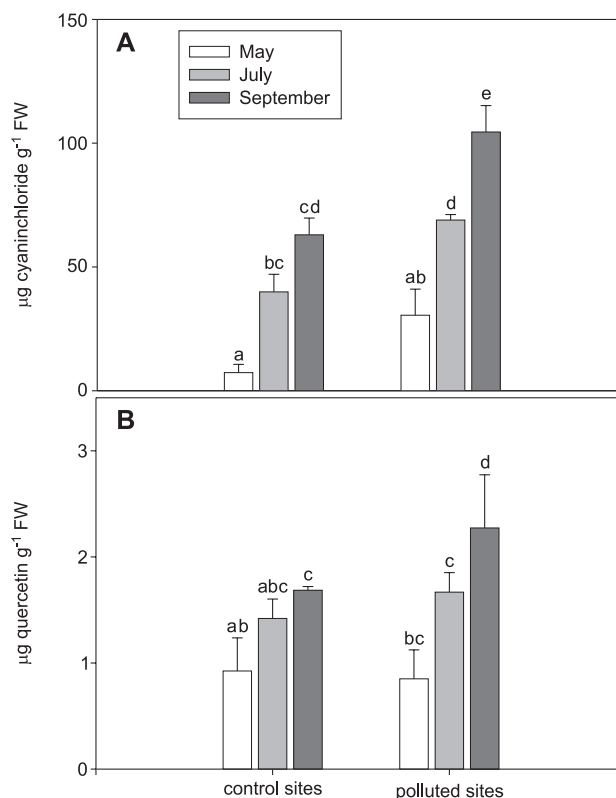 150
A
May
July
September
100
50
0
µg cyaninchloride g-1 FW
a
bc
cd
ab
d
e
B
3
2
1
0
µg quercetin g-1 FW
ab
abc
c
bc
c
d
control sites
polluted sites